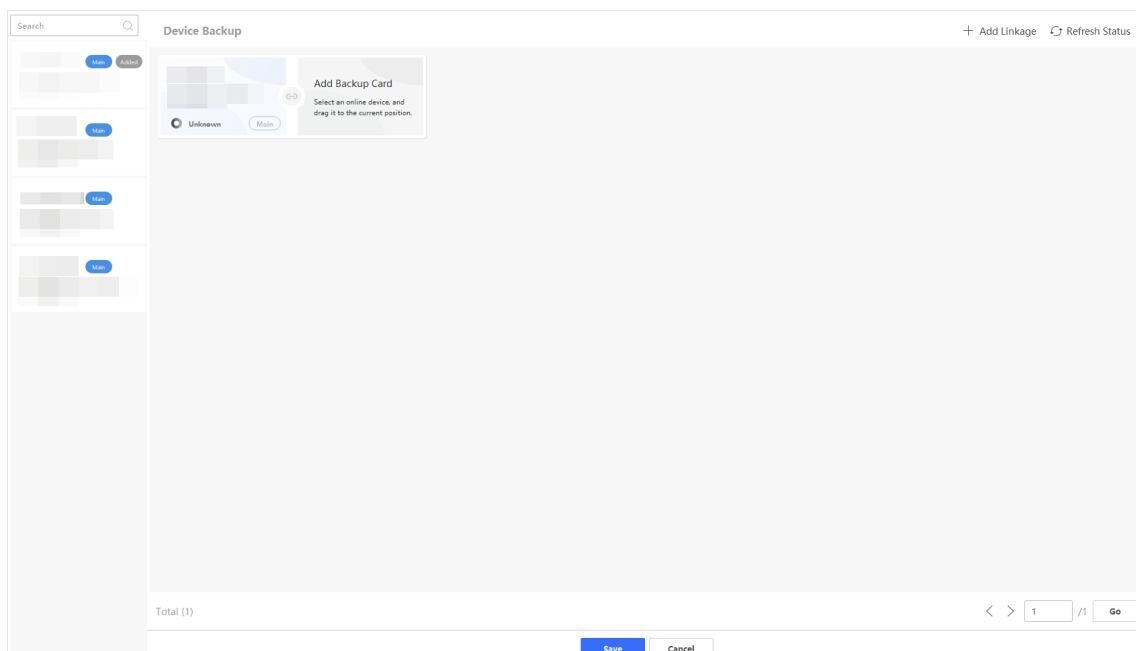 Search
Device Backup
+ Add Linkage
Refresh Status
Main
Added
Main
Main
Main
Add Backup Card
Select an online device, and
drag it to the current position.
Unknown
Main
Total (1)
< >
1
/1
Go
Save
Cancel